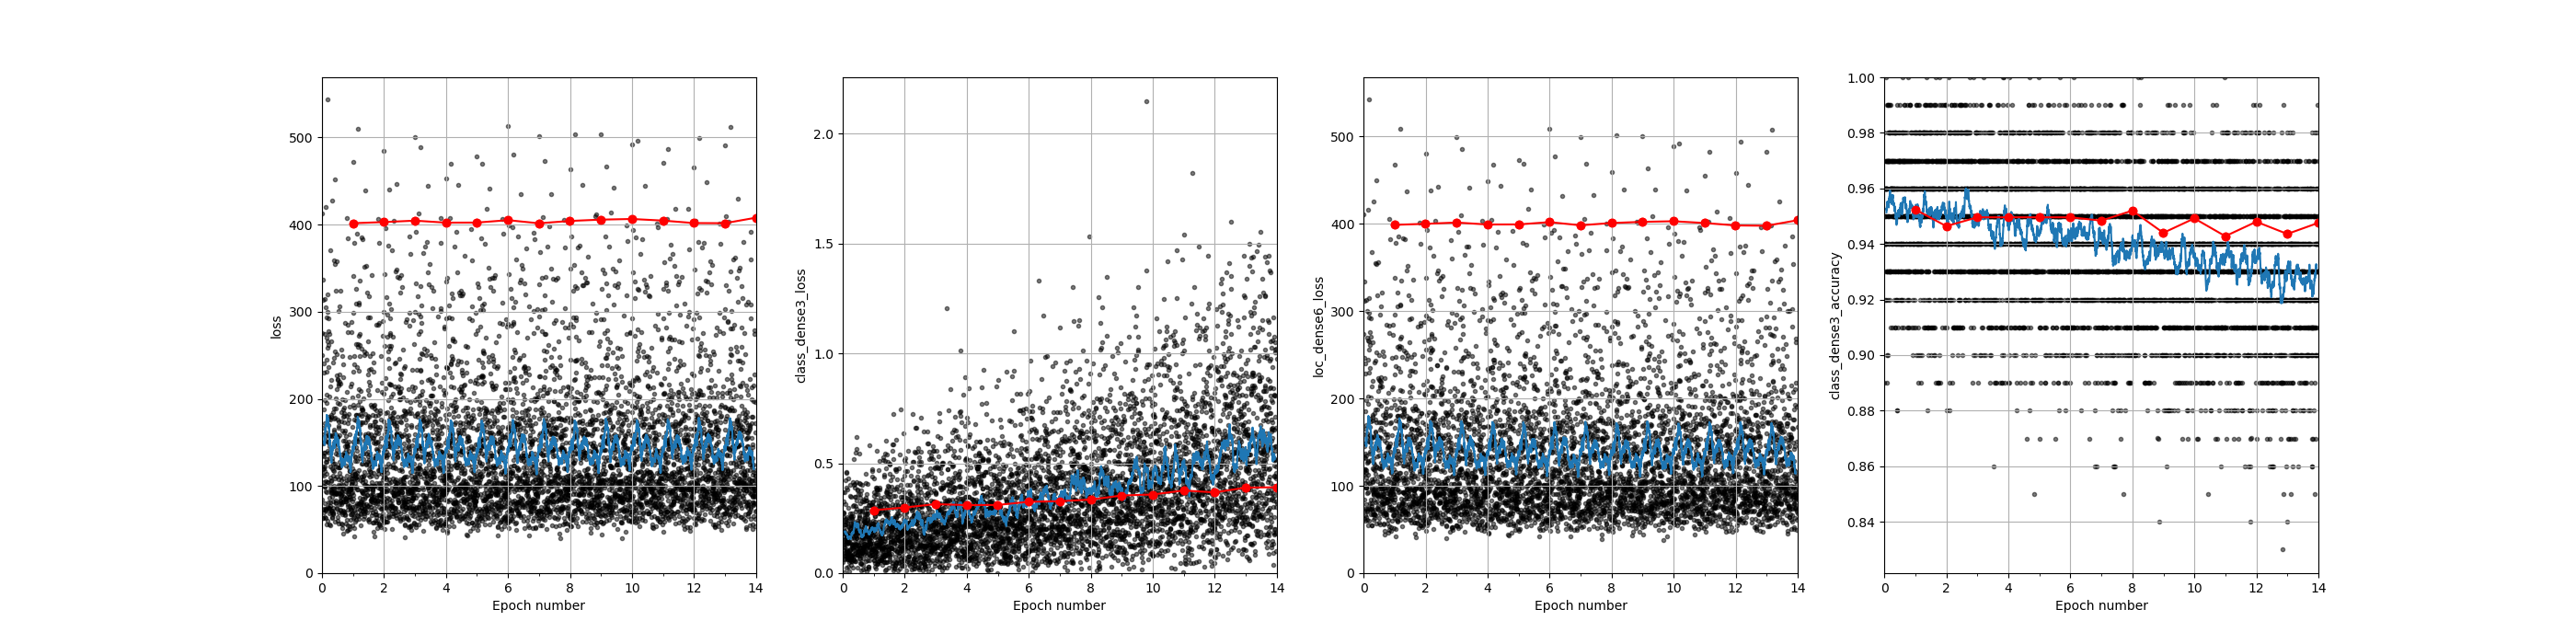 500
400
300
200
100
0
loss
0 2 4 6 8 10 12 14
Epoch number
2.0
1.5
1.0
0.5
0.0
class_dense3_loss
0 2 4 6 8 10 12 14
Epoch number
500
400
300
200
100
0
loc_dense6_loss
0 2 4 6 8 10 12 14
Epoch number
1.00
0.98
0.96
0.94
0.92
0.90
0.88
0.86
0.84
class_dense3_accuracy
0 2 4 6 8 10 12 14
Epoch number